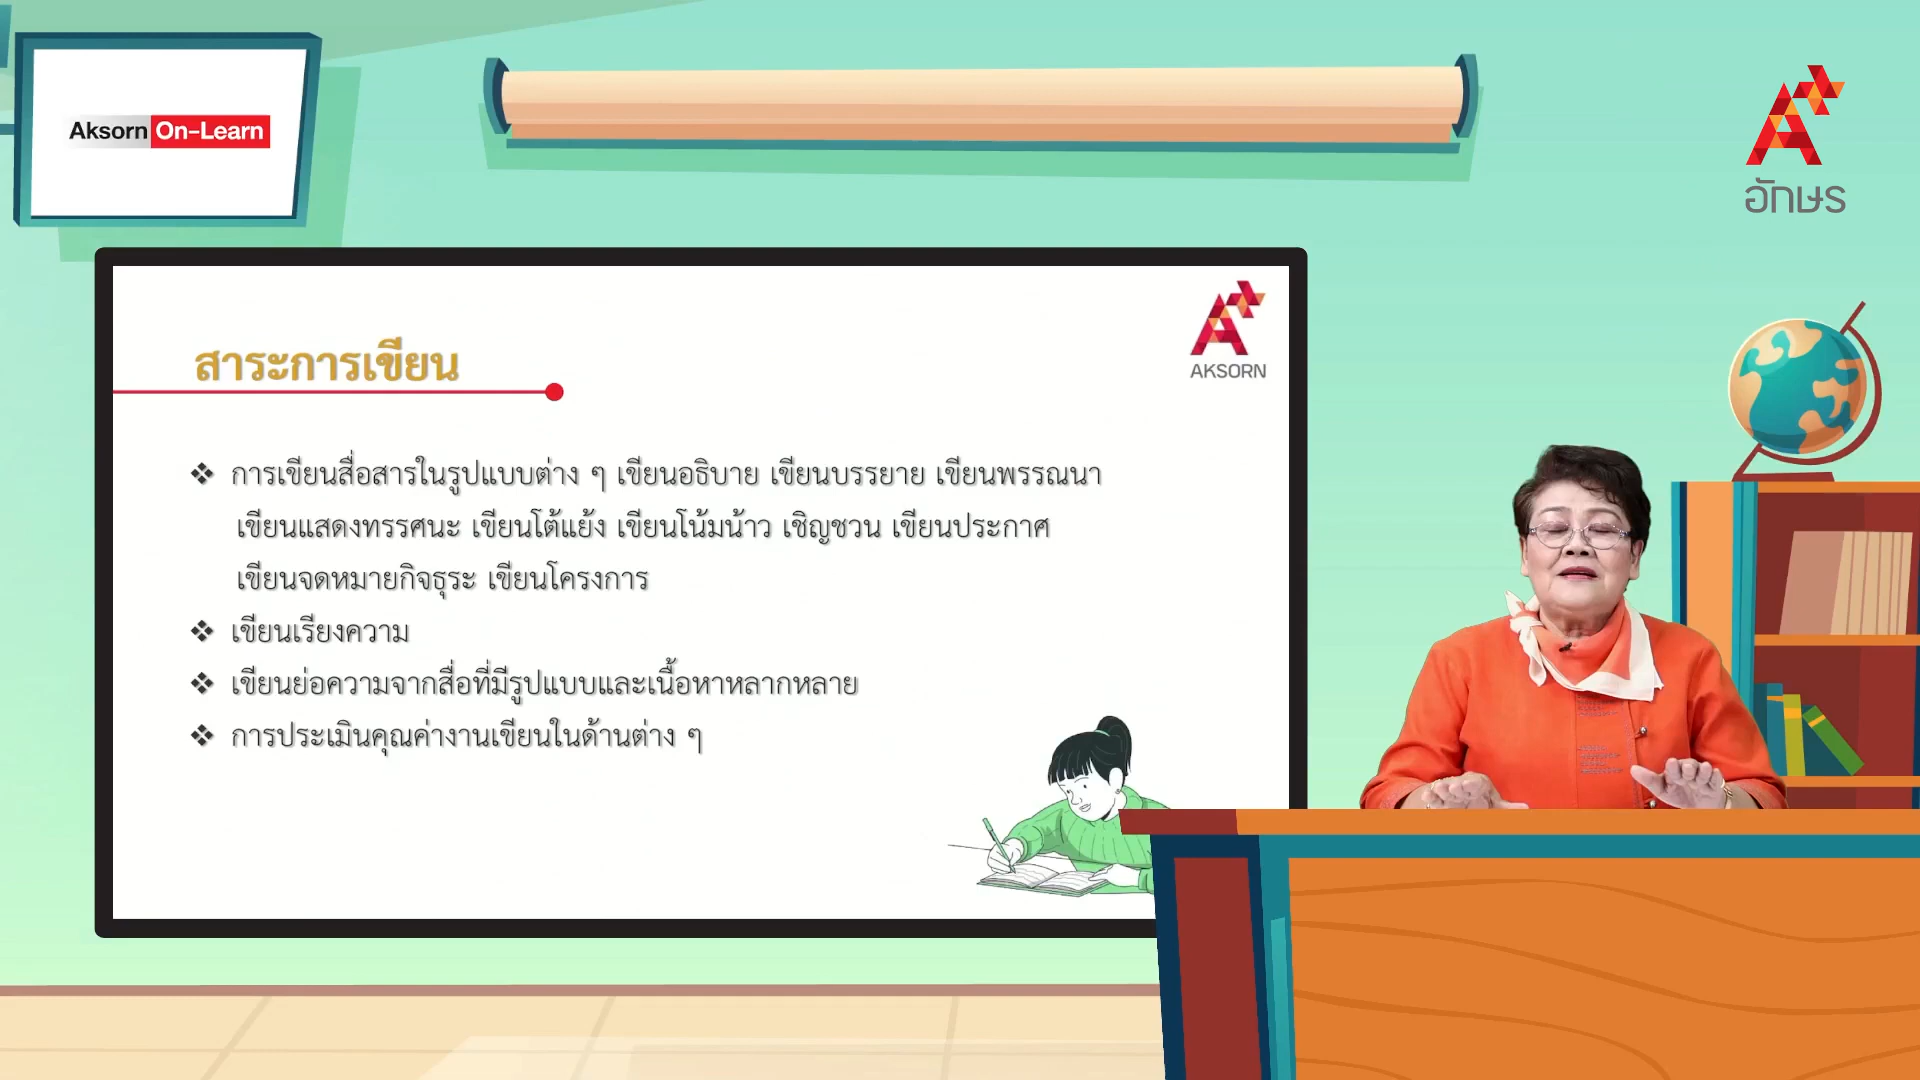 Aksorn On-Learn
อักษร
AKSORN
สาระการเขียน
❖ การเขียนสื่อสารในรูปแบบต่าง ๆ เขียนอธิบาย เขียนบรรยาย เขียนพรรณนา
เขียนแสดงทรรศนะ เขียนโต้แย้ง เขียนโน้มน้าว เชิญชวน เขียนประกาศ
เขียนจดหมายกิจธุระ เขียนโครงการ
❖ เขียนเรียงความ
❖ เขียนย่อความจากสื่อที่มีรูปแบบและเนื้อหาหลากหลาย
❖ การประเมินคุณค่างานเขียนในด้านต่าง ๆ